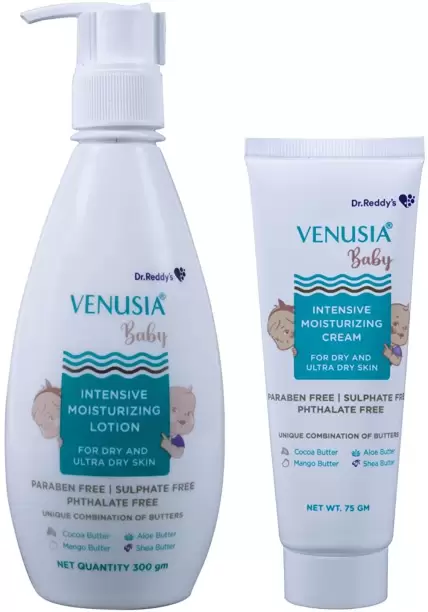 Dr.Reddy's
VENUSIA®
Baby
INTENSIVE
MOISTURIZING
LOTION
FOR DRY AND
ULTRA DRY SKIN
PARABEN FREE | SULPHATE FREE
PHTHALATE FREE
UNIQUE COMBINATION OF BUTTERS
Cocoa Butter Aloe Butter
Mango Butter Shea Butter
NET QUANTITY 300 gm
Dr.Reddy's
VENUSIA®
Baby
INTENSIVE
MOISTURIZING
CREAM
FOR DRY AND
ULTRA DRY SKIN
PARABEN FREE | SULPHATE FRE
PHTHALATE FREE
UNIQUE COMBINATION OF BUTTERS
Cocoa Butter Aloe Butter
Mango Butter Shea Butter
NET WT. 75 GM